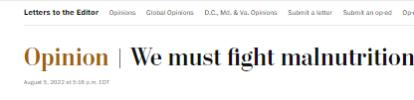 Letters to the Editor Opinions Global Opinions D.C., Md. & Va. Opinions Submit a letter Submit an op-ed
Opinion | We must fight malnutrition
August 5, 2022 at 5:18 p.m. EDT